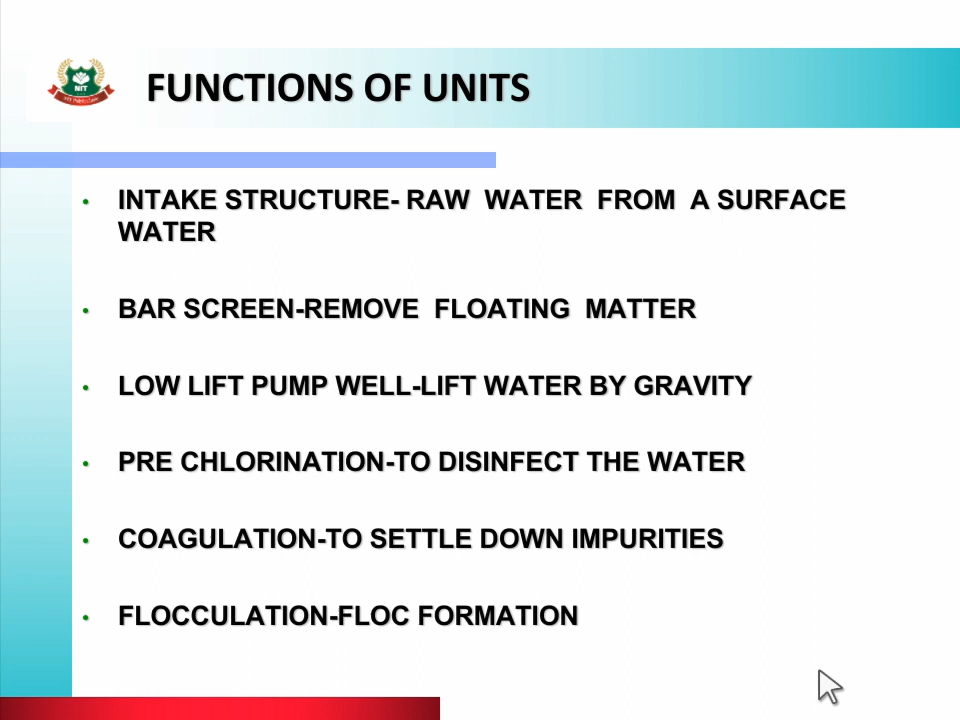 NIT
FUNCTIONS OF UNITS
• INTAKE STRUCTURE- RAW WATER FROM A SURFACE
WATER
• BAR SCREEN-REMOVE FLOATING MATTER
• LOW LIFT PUMP WELL-LIFT WATER BY GRAVITY
• PRE CHLORINATION-TO DISINFECT THE WATER
• COAGULATION-TO SETTLE DOWN IMPURITIES
• FLOCCULATION-FLOC FORMATION